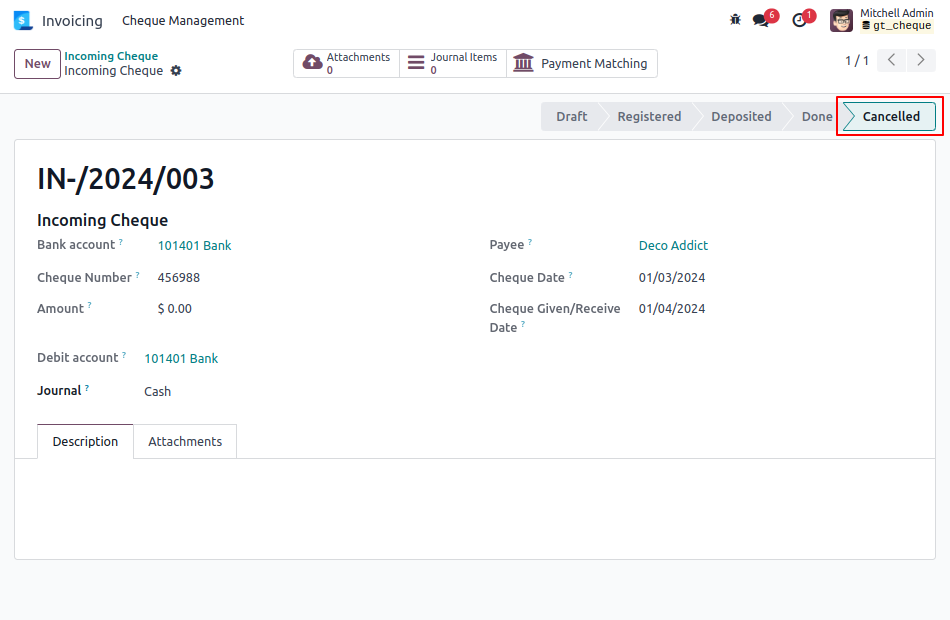 Invoicing Cheque Management 6 1 Mitchell Admin
gt_cheque
New Incoming Cheque
Incoming Cheque
Attachments
0
Journal Items
0
Payment Matching
1 / 1
Draft Registered Deposited Done Cancelled
IN-/2024/003
Incoming Cheque
Bank account ? 101401 Bank
Payee ? Deco Addict
Cheque Number ? 456988
Cheque Date ? 01/03/2024
Amount ? $ 0.00
Cheque Given/Receive
Date ?
01/04/2024
Debit account ? 101401 Bank
Journal ? Cash
Description Attachments